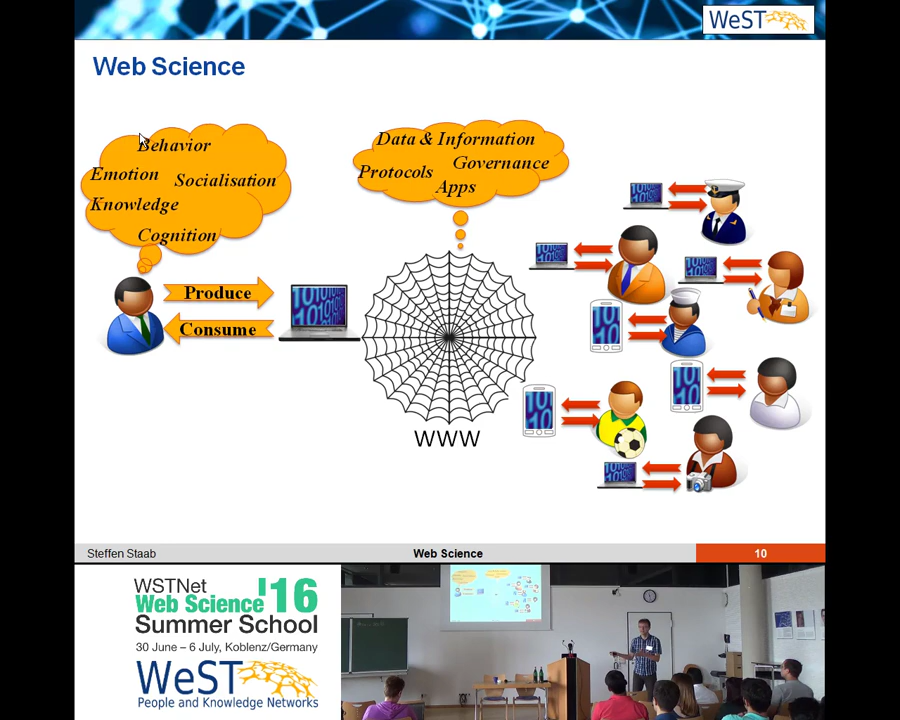 WeST
Web Science
Behavior
Emotion
Socialisation
Knowledge
Cognition
Data & Information
Governance
Protocols
Apps
Produce
Consume
WWW
Steffen Staab
Web Science
10
WSTNet
Web Science '16
Summer School
30 June – 6 July, Koblenz/Germany
WeST
People and Knowledge Networks